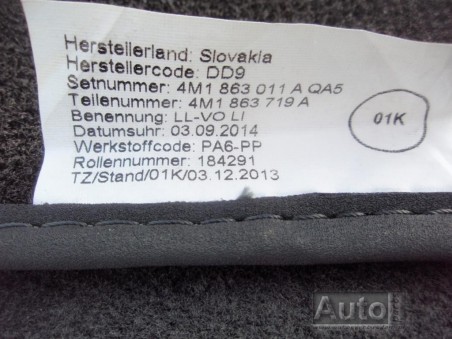 Herstellerland: Slovakia
Herstellercode: DD9
Setnummer: 4M1 863 011 A QA5
Teilenummer: 4M1 863 719 A
Benennung: LL-VO LI
Datumsuhr: 03.09.2014
Werkstoffcode: PA6-PP
Rollennummer: 184291
TZ/Stand/01K/03.12.2013
01K
Auto